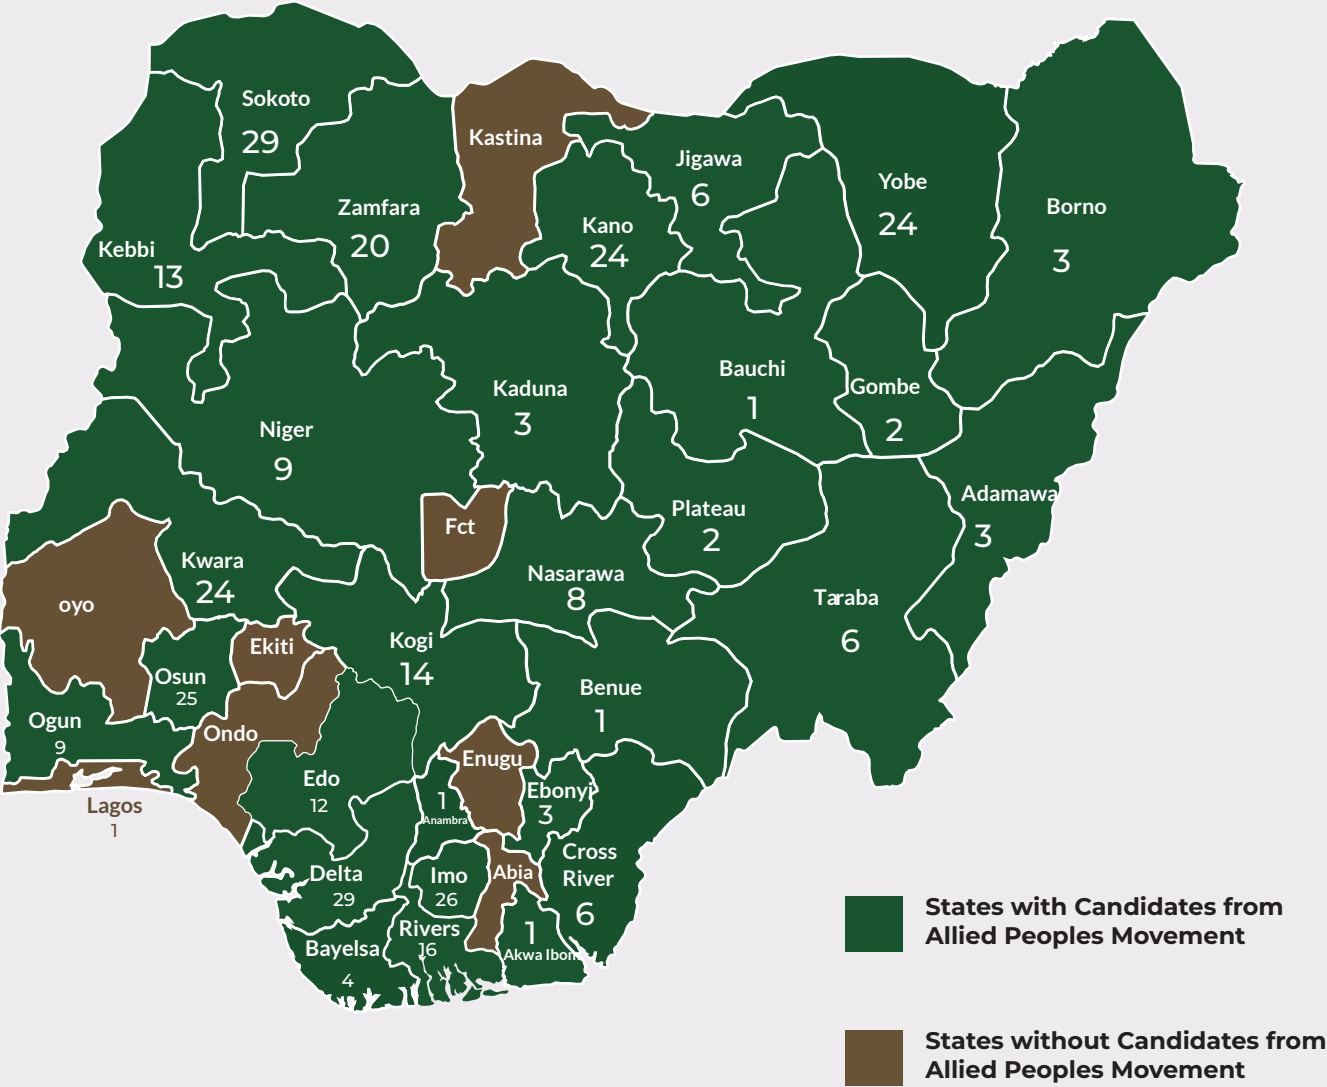 Sokoto
29
Kastina
Jigawa
6
Yobe
24
Borno
3
Zamfara
20
Kano
24
Kebbi
13
Bauchi
1
Gombe
2
Kaduna
3
Niger
9
Adamawa
3
Plateau
2
Fct
Kwara
24
Nasarawa
8
Taraba
6
oyo
Ekiti
Kogi
14
Osun
25
Benue
1
Ogun
9
Ondo
Enugu
Edo
12
Ebonyi
3
1
Anambra
Lagos
1
Cross
River
6
Delta
29
Imo
26
Abia
Rivers
16
1
Akwa Ibom
Bayelsa
4
States with Candidates from
Allied Peoples Movement
States without Candidates from
Allied Peoples Movement